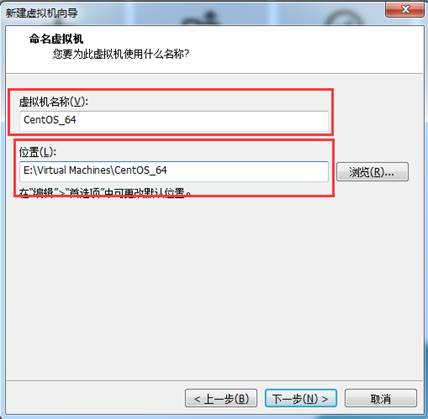 新建虚拟机向导
命名虚拟机
您要为此虚拟机使用什么名称?
虚拟机名称(V):
CentOS_64
位置(L):
E:\Virtual Machines\CentOS_64
浏览(R)...
在“编辑”>“首选项”中可更改默认位置。
< 上一步(B)
下一步(N) >
取消